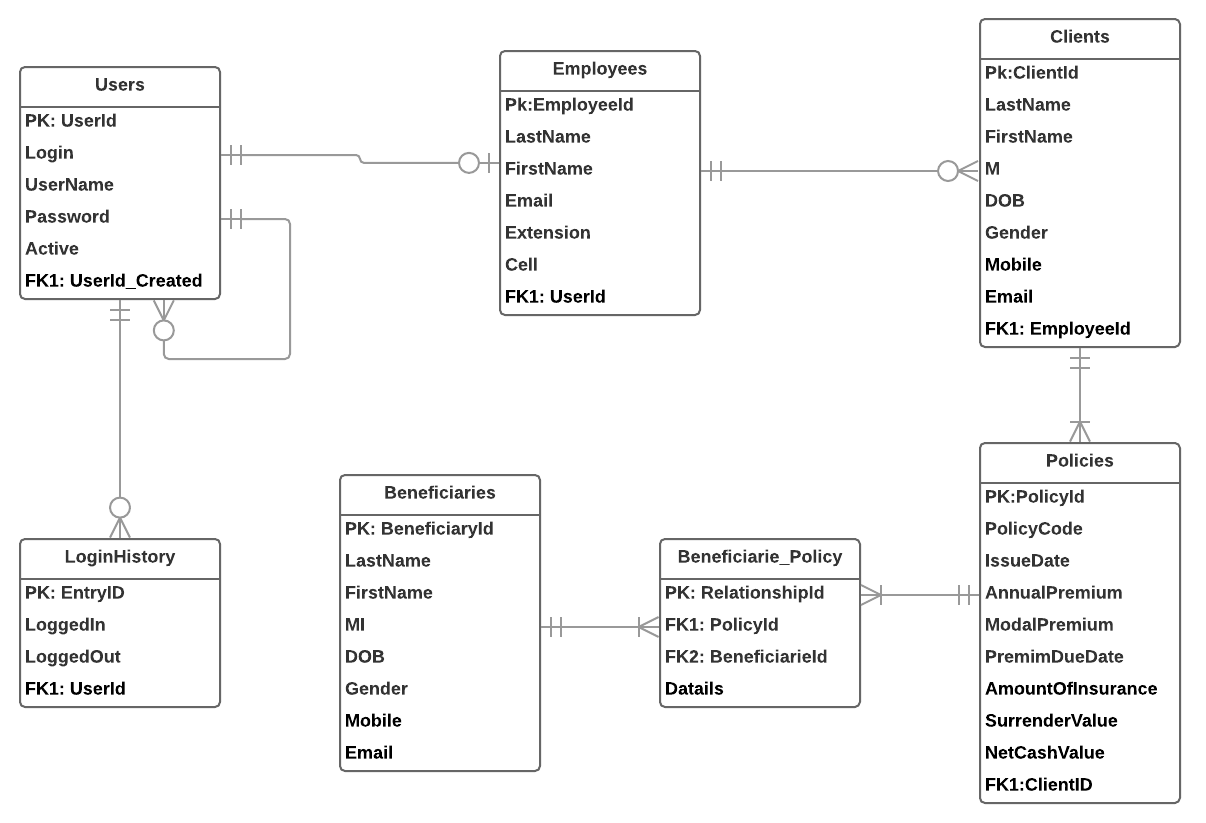 Users
PK: UserId
Login
UserName
Password
Active
FK1: UserId_Created
Employees
Pk:EmployeeId
LastName
FirstName
Email
Extension
Cell
FK1: UserId
Clients
Pk:ClientId
LastName
FirstName
M
DOB
Gender
Mobile
Email
FK1: EmployeeId
LoginHistory
PK: EntryID
LoggedIn
LoggedOut
FK1: UserId
Beneficiaries
PK: BeneficiaryId
LastName
FirstName
MI
DOB
Gender
Mobile
Email
Beneficiarie_Policy
PK: RelationshipId
FK1: PolicyId
FK2: BeneficiarieId
Datails
Policies
PK:PolicyId
PolicyCode
IssueDate
AnnualPremium
ModalPremium
PremimDueDate
AmountOfInsurance
SurrenderValue
NetCashValue
FK1:ClientID